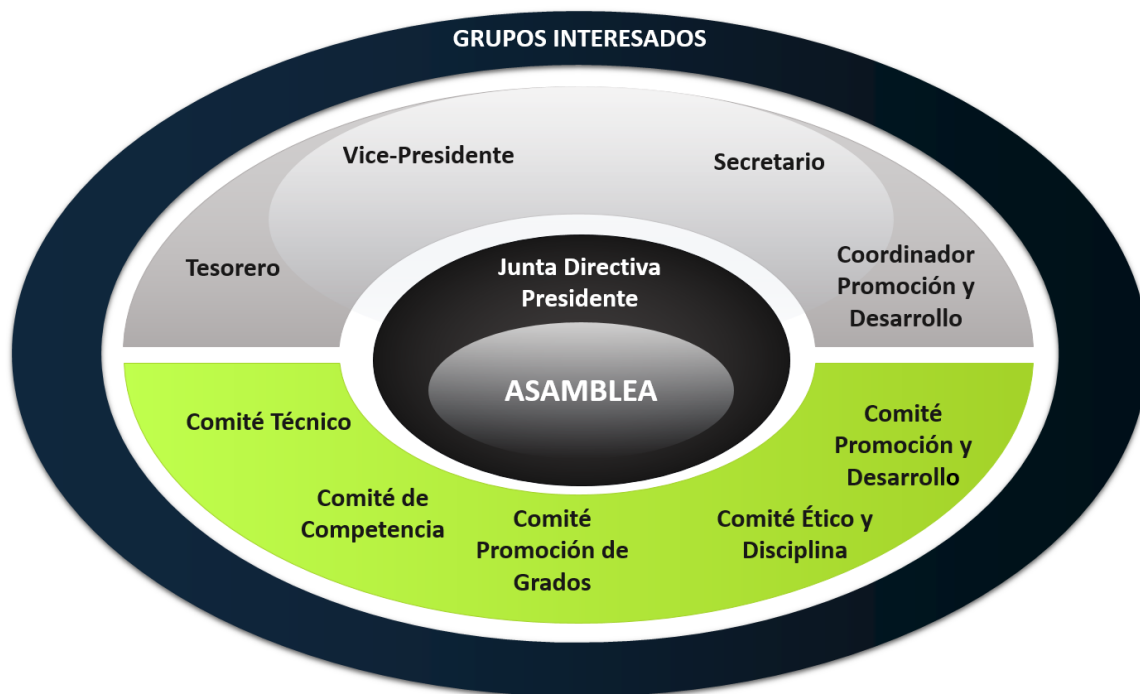 GRUPOS INTERESADOS
Vice-Presidente
Secretario
Tesorero
Coordinador
Promoción y
Desarrollo
Junta Directiva
Presidente
ASAMBLEA
Comité Técnico
Comité
Promoción y
Desarrollo
Comité de
Competencia
Comité
Promoción de
Grados
Comité Ético y
Disciplina